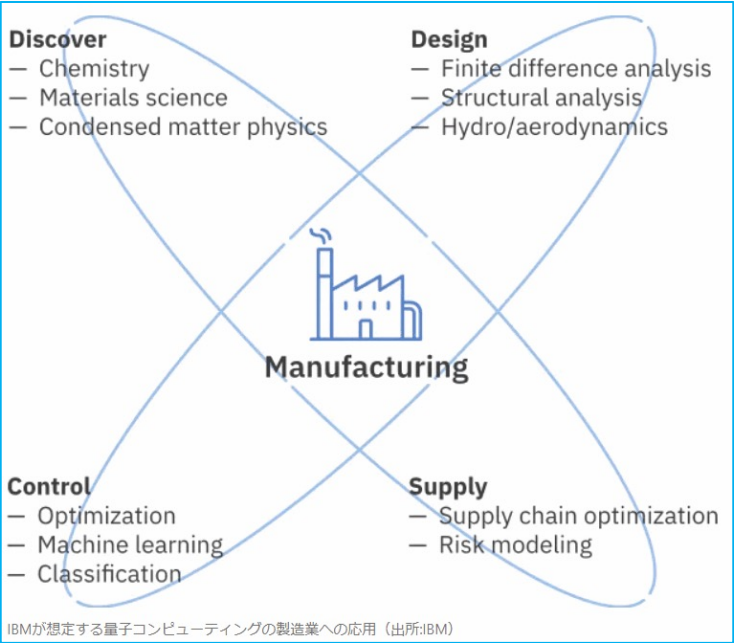 Discover
— Chemistry
— Materials science
— Condensed matter physics
Design
— Finite difference analysis
— Structural analysis
— Hydro/aerodynamics
Manufacturing
Control
— Optimization
— Machine learning
— Classification
Supply
— Supply chain optimization
— Risk modeling
IBMが想定する量子コンピューティングの製造業への応用（出所:IBM）